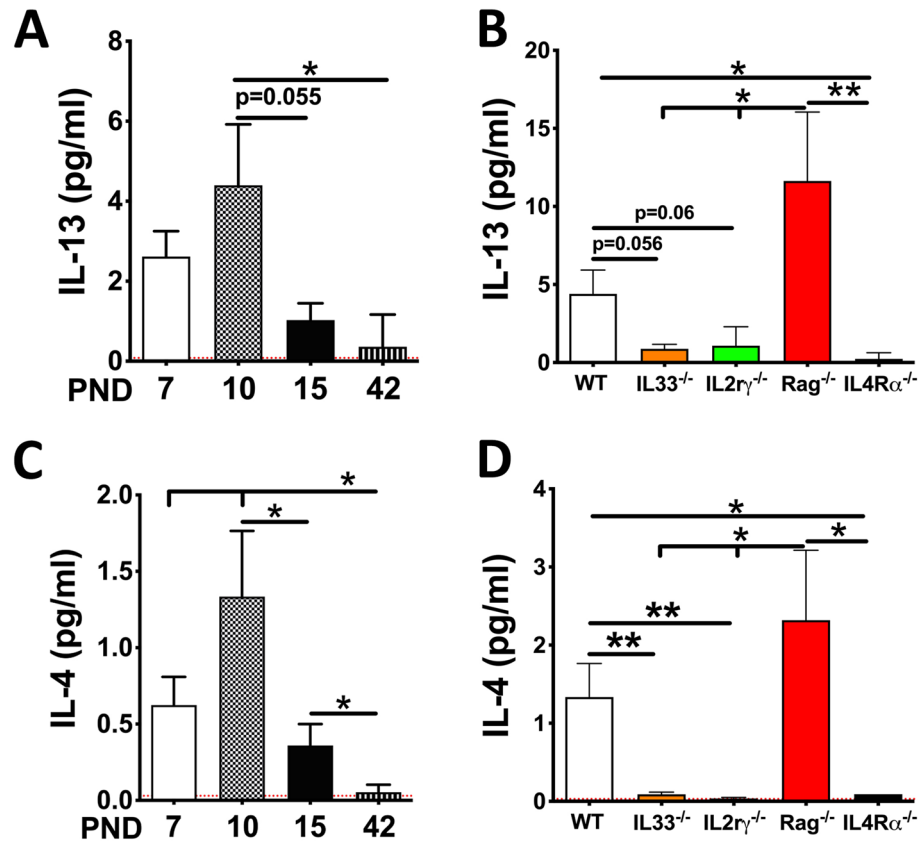 A
IL-13 (pg/ml)
8
6
4
2
0
*
p=0.055
PND 7 10 15 42
B
IL-13 (pg/ml)
20
15
10
5
0
*
* **
p=0.06
p=0.056
WT IL33-/- IL2rγ-/- Rag-/- IL4Rα-/-
C
IL-4 (pg/ml)
2.0
1.5
1.0
0.5
0.0
*
*
*
PND 7 10 15 42
D
IL-4 (pg/ml)
4
3
2
1
0
*
* *
**
**
WT IL33-/- IL2rγ-/- Rag-/- IL4Rα-/-